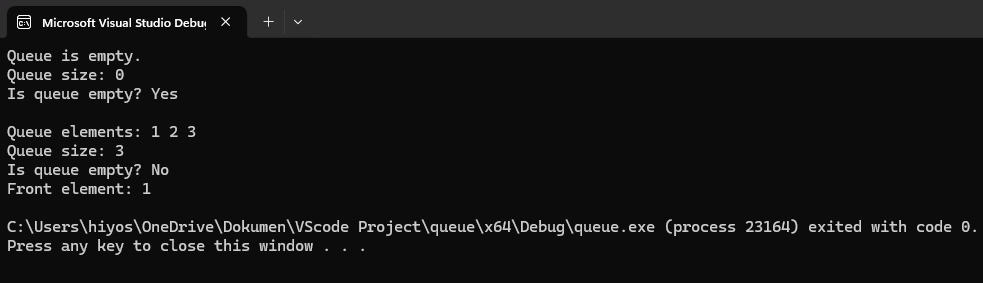 Microsoft Visual Studio Debug
Queue is empty.
Queue size: 0
Is queue empty? Yes
Queue elements: 1 2 3
Queue size: 3
Is queue empty? No
Front element: 1
C:\Users\hiyos\OneDrive\Dokumen\VScode Project\queue\x64\Debug\queue.exe (process 23164) exited with code 0.
Press any key to close this window . . .